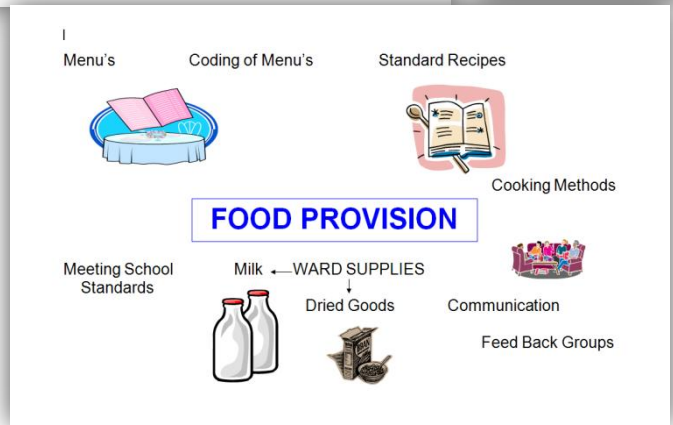 Menu's Coding of Menu's Standard Recipes
Cooking Methods
FOOD PROVISION
Meeting School
Standards
Milk WARD SUPPLIES
Dried Goods
Communication
Feed Back Groups